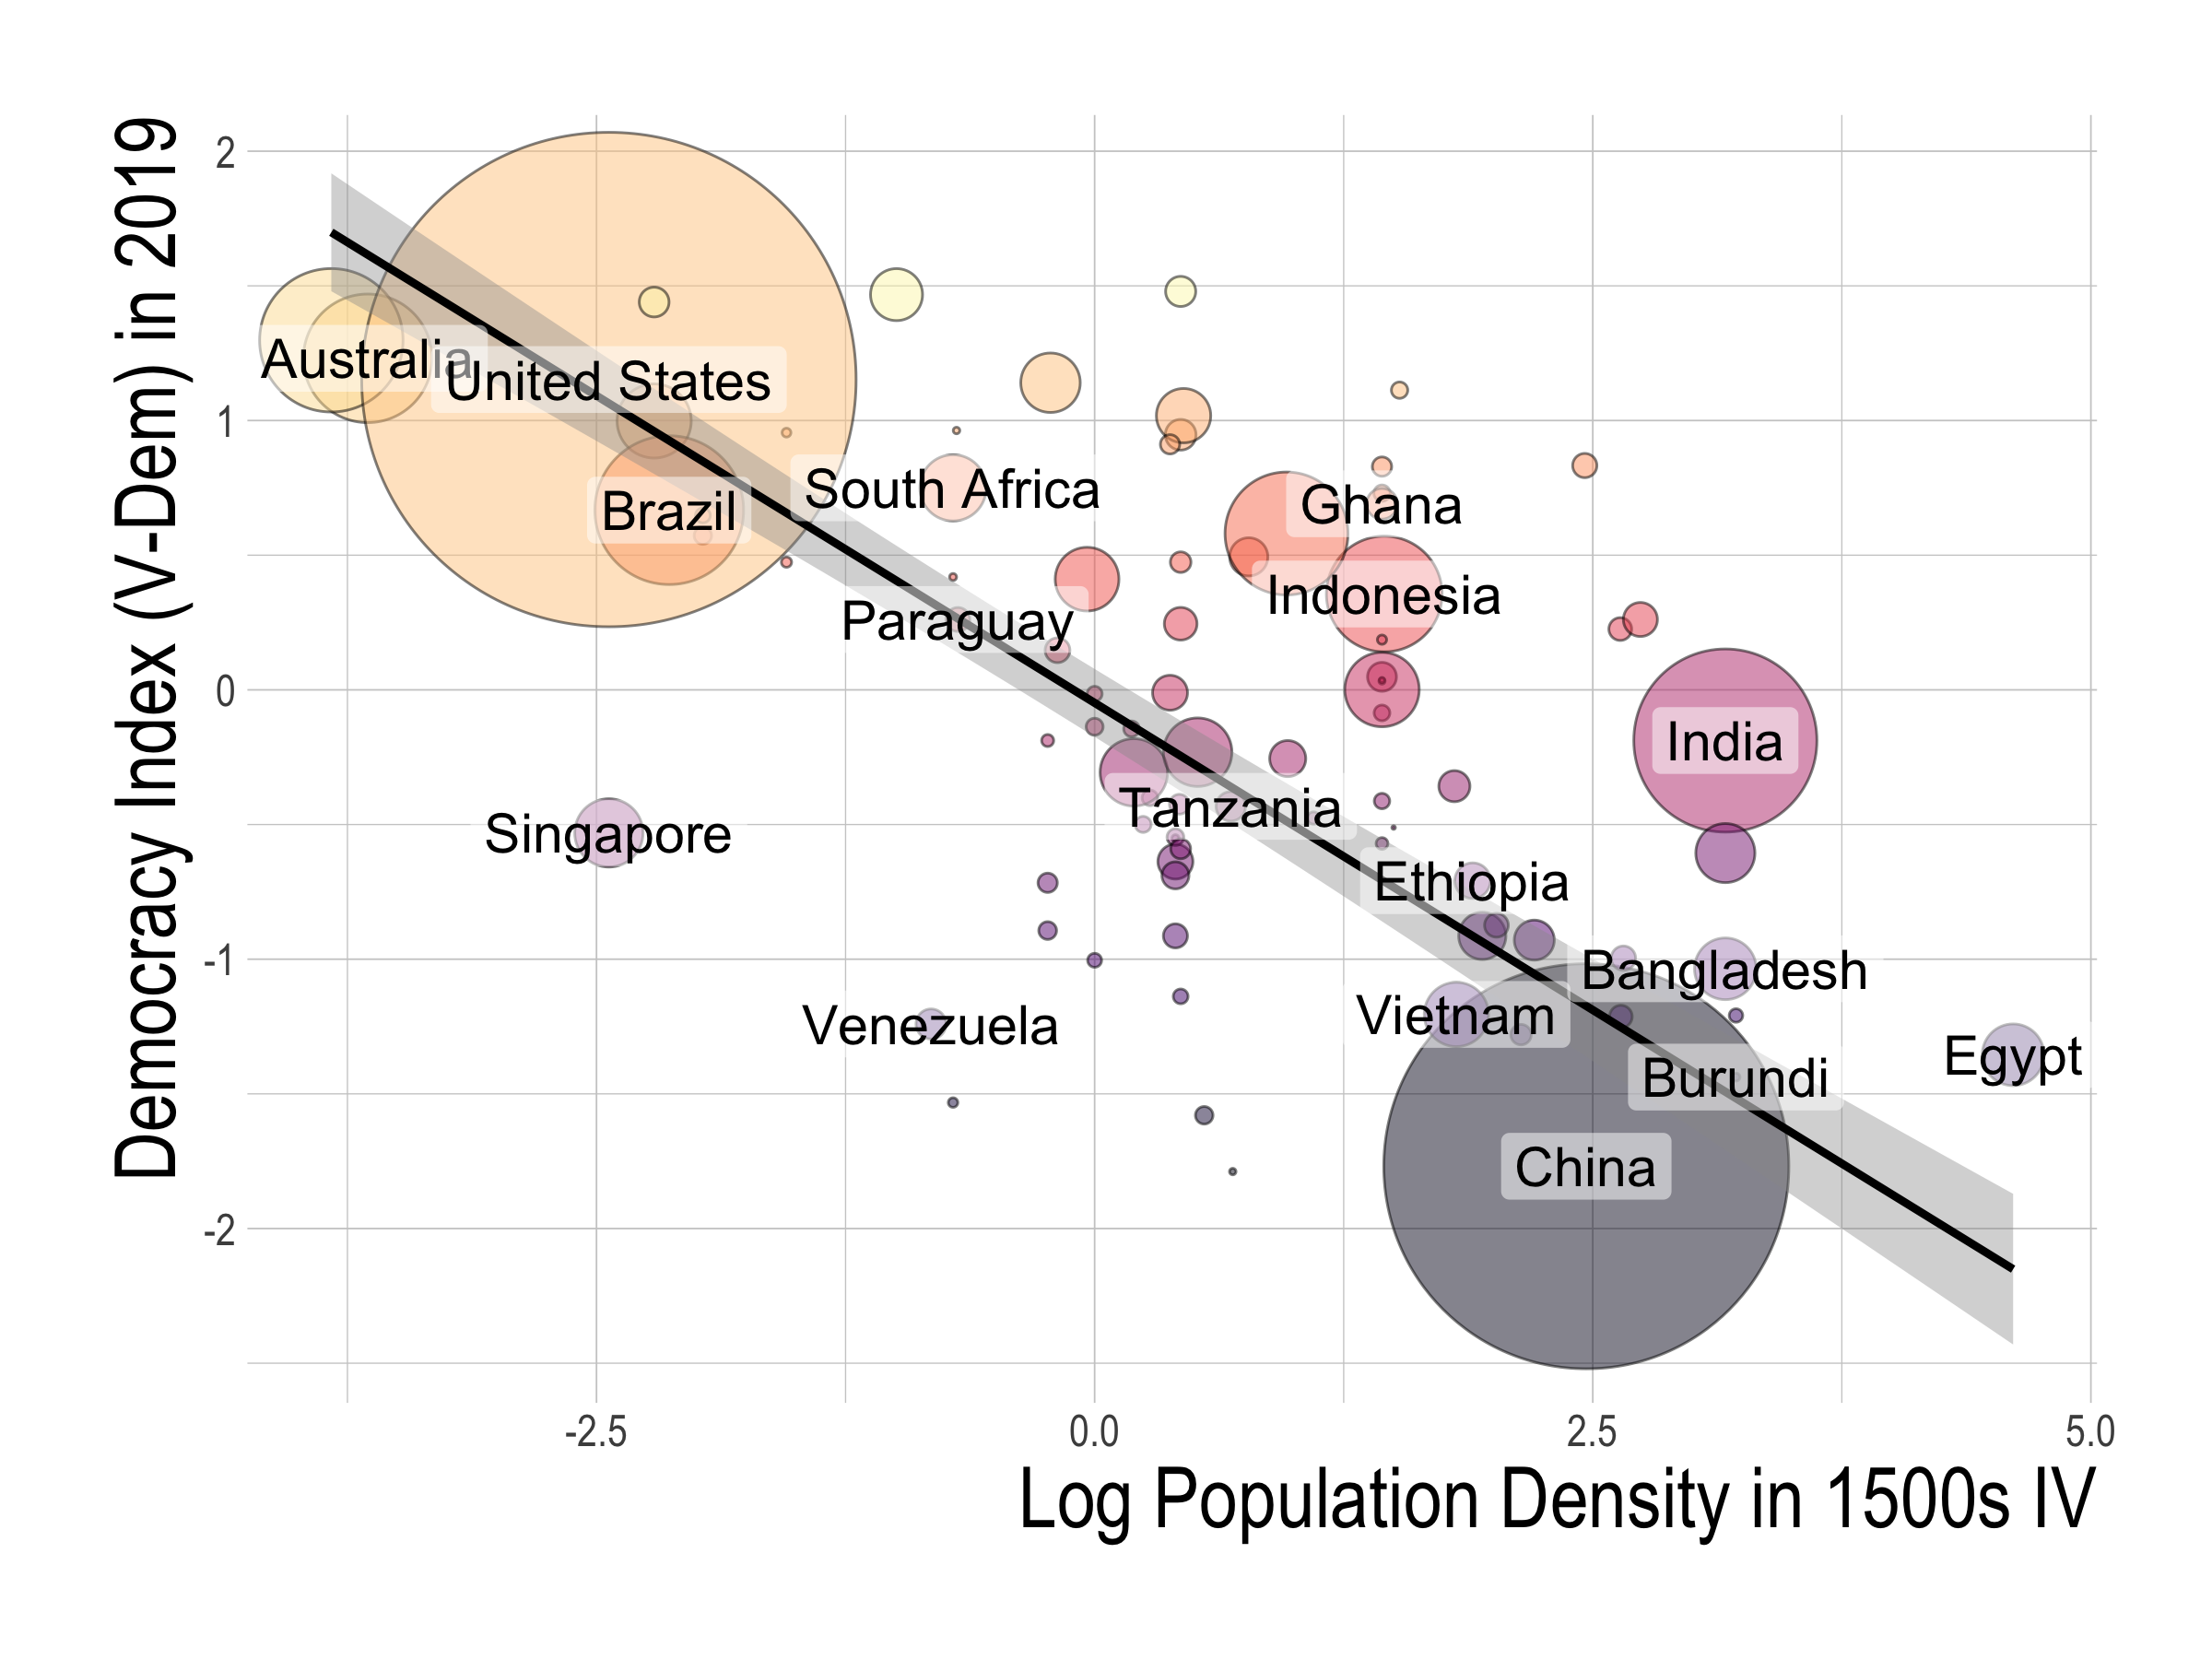 Democracy Index (V-Dem) in 2019
2
1
0
-1
-2
Australia
United States
Brazil
South Africa
Ghana
Indonesia
Paraguay
India
Singapore
Tanzania
Ethiopia
Bangladesh
Venezuela
Vietnam
Egypt
Burundi
China
-2.5 0.0 2.5 5.0
Log Population Density in 1500s IV